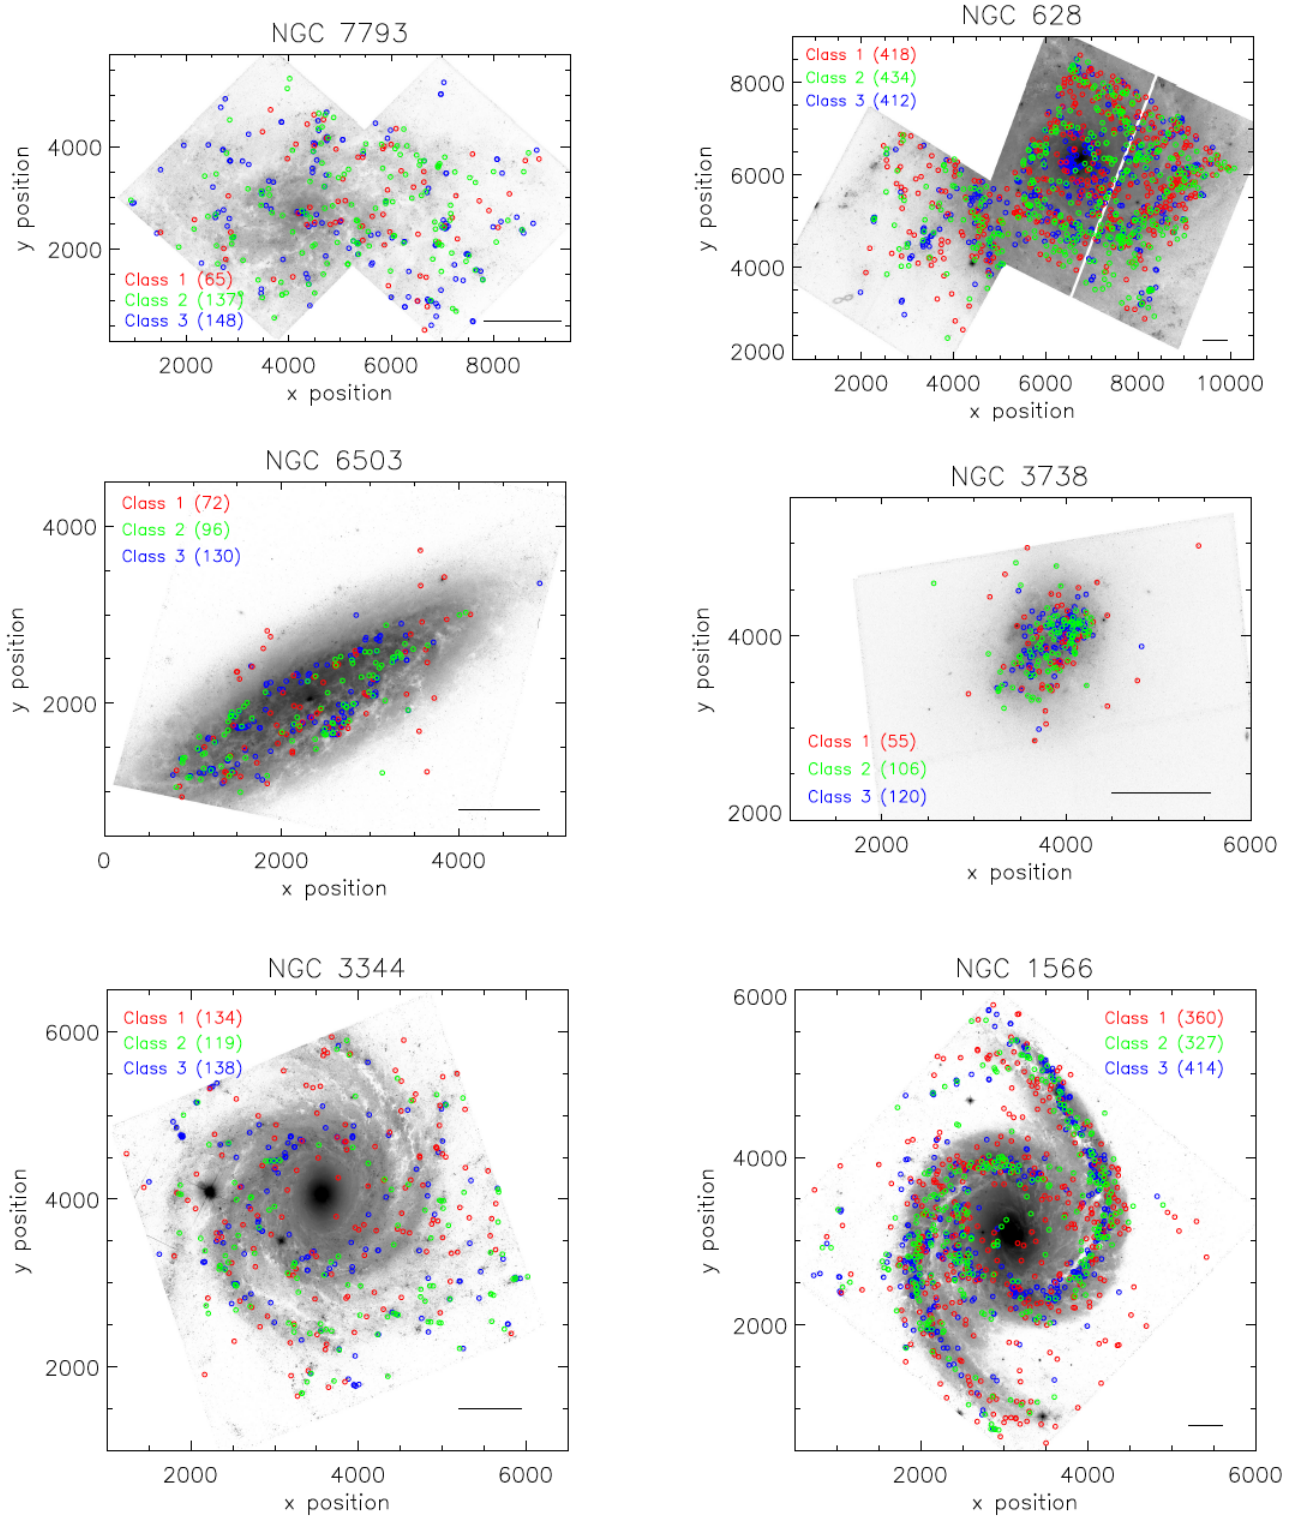 NGC 7793
y position
4000
2000
Class 1 (65)
Class 2 (137)
Class 3 (148)
2000 4000 6000 8000
x position
NGC 628
y position
8000
6000
4000
2000
Class 1 (418)
Class 2 (434)
Class 3 (412)
2000 4000 6000 8000 10000
x position
NGC 6503
y position
4000
2000
Class 1 (72)
Class 2 (96)
Class 3 (130)
0 2000 4000
x position
NGC 3738
y position
4000
2000
Class 1 (55)
Class 2 (106)
Class 3 (120)
2000 4000 6000
x position
NGC 3344
y position
6000
4000
2000
Class 1 (134)
Class 2 (119)
Class 3 (138)
2000 4000 6000
x position
NGC 1566
y position
6000
4000
2000
Class 1 (360)
Class 2 (327)
Class 3 (414)
2000 4000 6000
x position